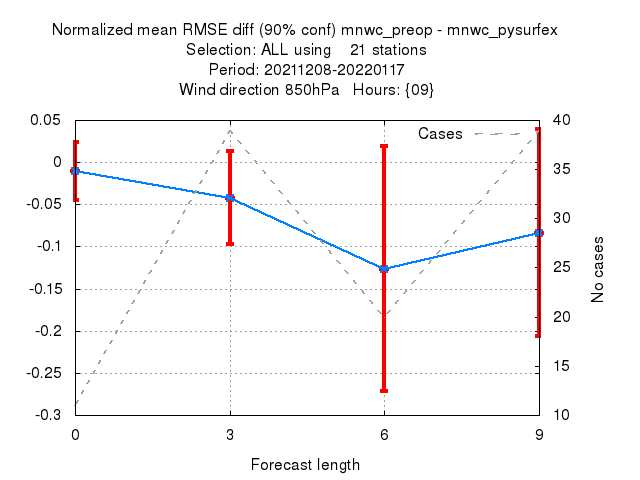 Normalized mean RMSE diff (90% conf) mnwc_preop - mnwc_pysurfex
Selection: ALL using    21 stations
Period: 20211208-20220117
Wind direction 850hPa   Hours: {09}
Cases
0.05
0
-0.05
-0.1
-0.15
-0.2
-0.25
-0.3
40
35
30
25
20
15
10
No cases
0
3
6
9
Forecast length